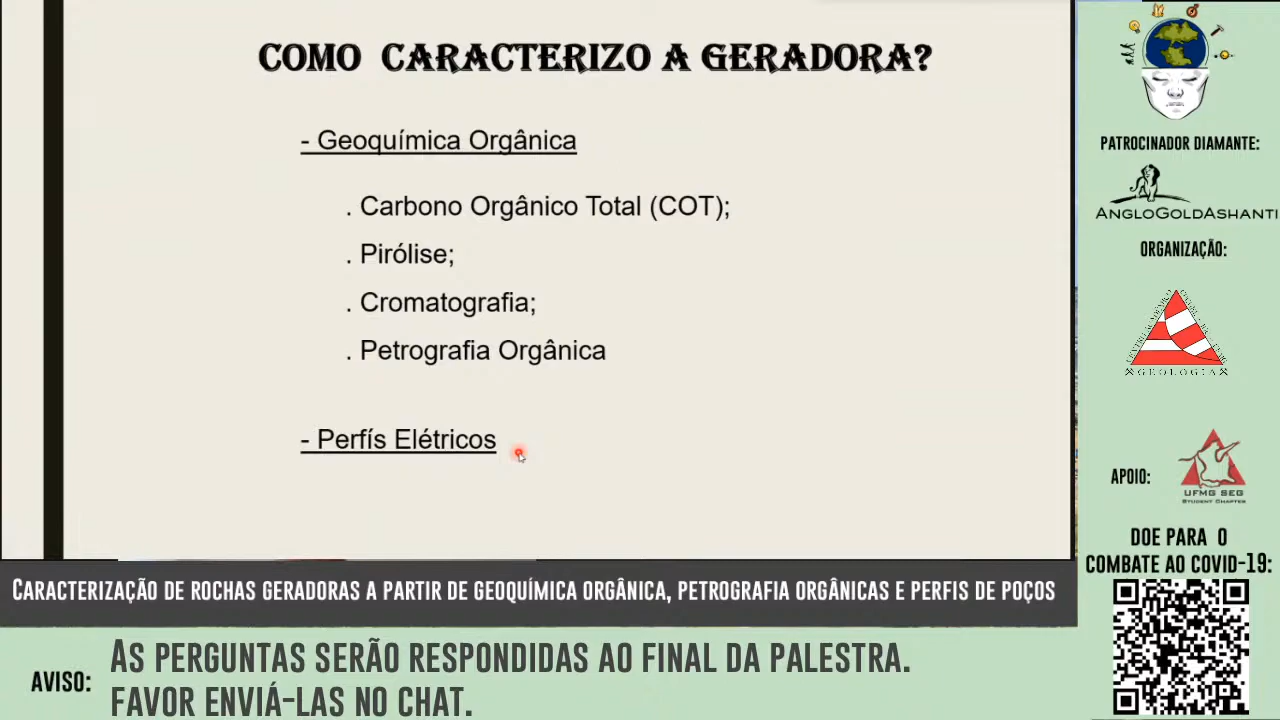 COMO CARACTERIZO A GERADORA?
- Geoquímica Orgânica
. Carbono Orgânico Total (COT);
. Pirólise;
. Cromatografia;
. Petrografia Orgânica
- Perfís Elétricos
PATROCINADOR DIAMANTE:
ANGLOGOLDASHANTI
ORGANIZAÇÃO:
GEOLOGIA
APOIO:
UFMG SEG
STUDENT CHAPTER
DOE PARA O
COMBATE AO COVID-19:
CARACTERIZAÇÃO DE ROCHAS GERADORAS A PARTIR DE GEOQUÍMICA ORGÂNICA, PETROGRAFIA ORGÂNICAS E PERFIS DE POÇOS
AVISO:
AS PERGUNTAS SERÃO RESPONDIDAS AO FINAL DA PALESTRA.
FAVOR ENVIÁ-LAS NO CHAT.